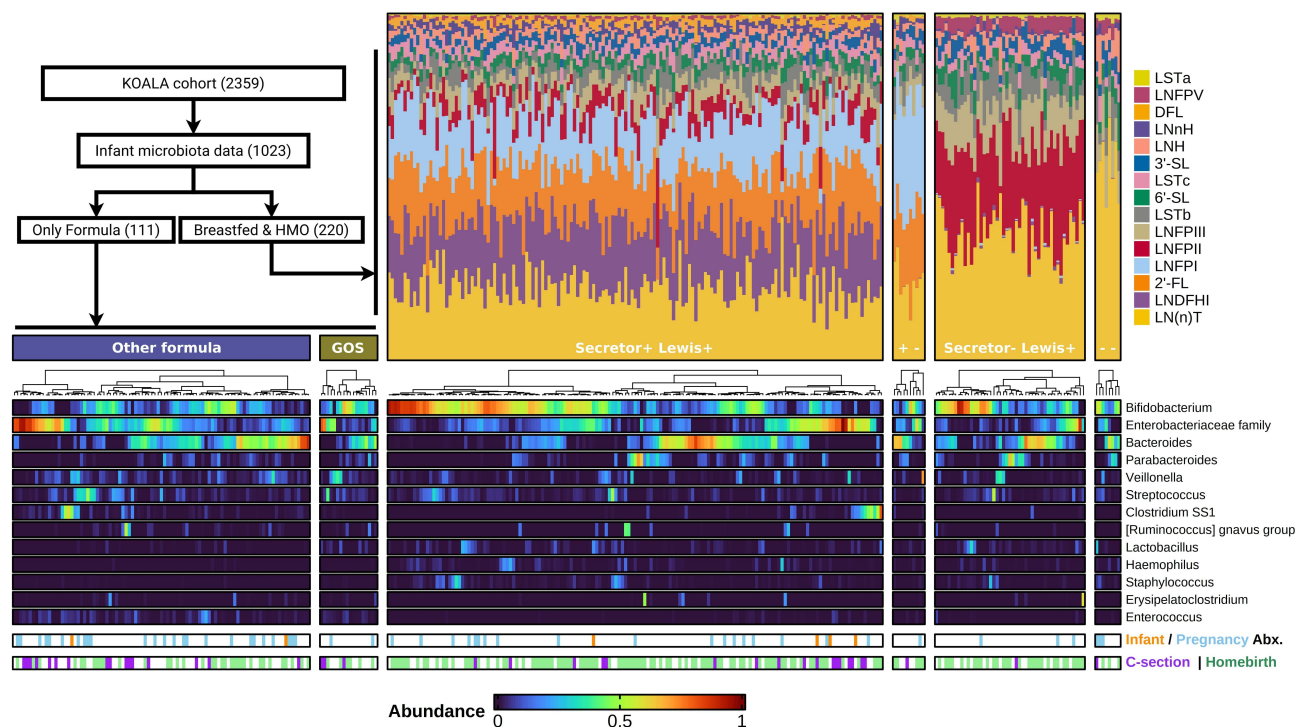 KOALA cohort (2359)
Infant microbiota data (1023)
Only Formula (111)
Breastfed & HMO (220)
LSTa
LNFPV
DFL
LNnH
LNH
3'-SL
LSTc
6'-SL
LSTb
LNFPIII
LNFPII
LNFPI
2'-FL
LNDFHI
LN(n)T
Other formula
GOS
Secretor+ Lewis+
+ -
Secretor- Lewis+
- -
Bifidobacterium
Enterobacteriaceae family
Bacteroides
Parabacteroides
Veillonella
Streptococcus
Clostridium SS1
[Ruminococcus] gnavus group
Lactobacillus
Haemophilus
Staphylococcus
Erysipelatoclostridium
Enterococcus
Infant / Pregnancy Abx.
C-section | Homebirth
Abundance
0 0.5 1